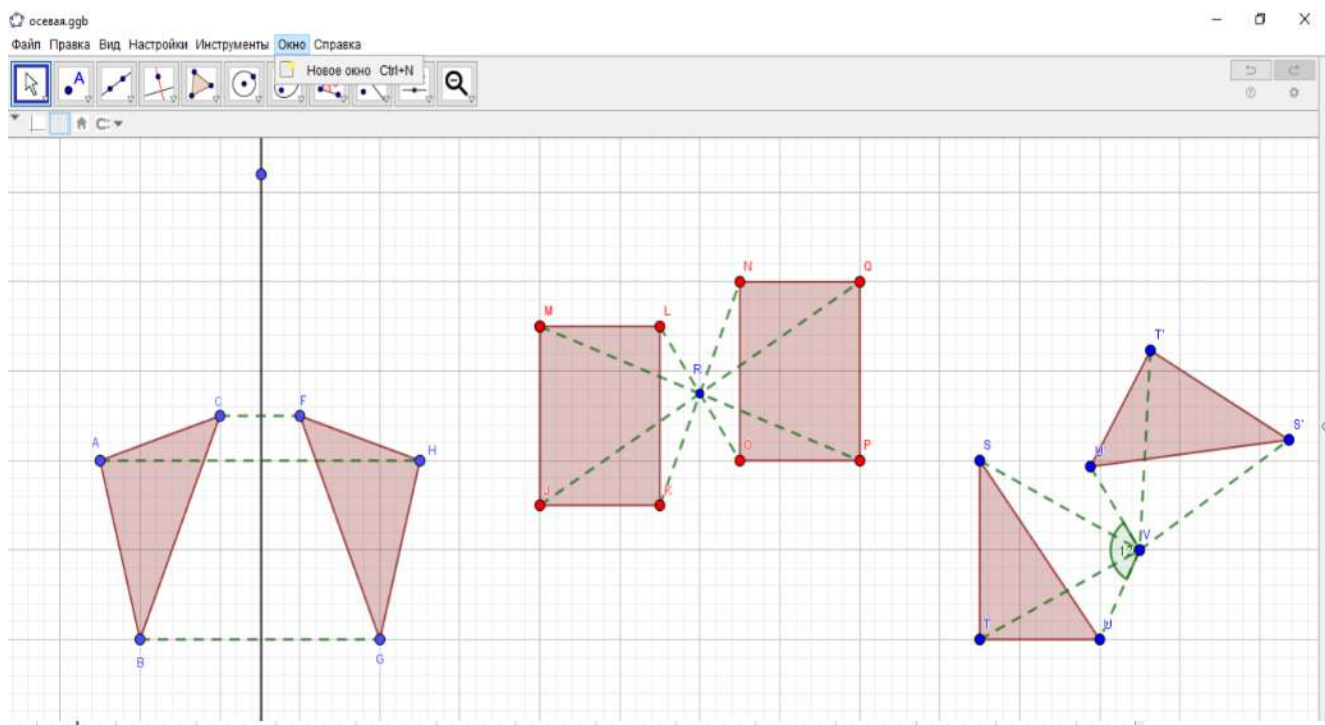 осевая.ggb
Файл Правка Вид Настройки Инструменты Окно Справка
Новое окно Ctrl+N
A
N Q
M L
T'
R
C F
S'
A H
S
U'
O P
J K
V
T U
B G